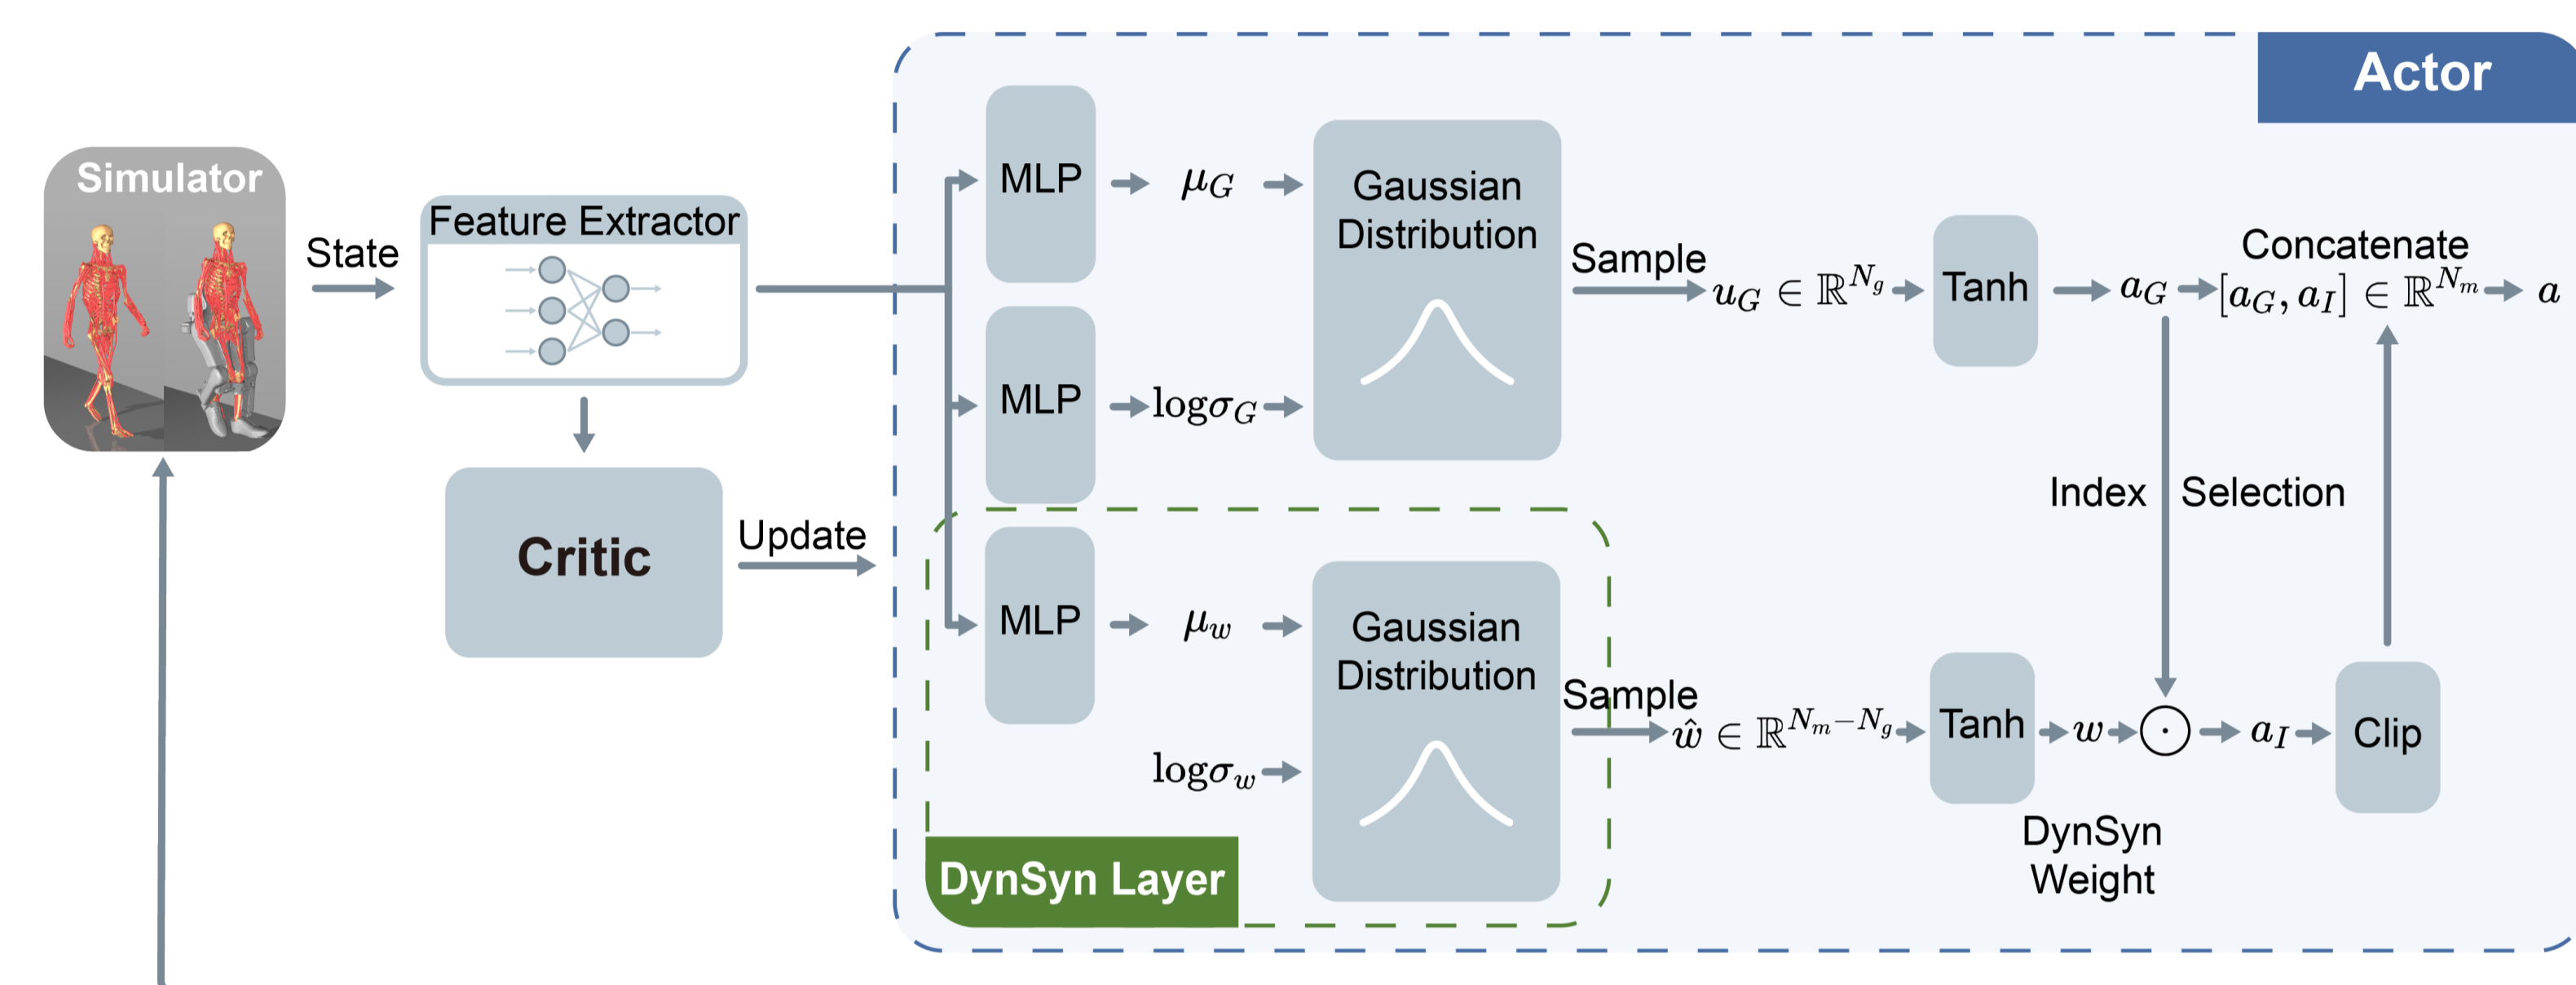 Actor
Simulator
State
Feature Extractor
Critic
Update
MLP
μ_G
Gaussian
Distribution
Sample
u_G ∈ ℝ^{N_g}
Tanh
a_G
Concatenate
[a_G, a_I] ∈ ℝ^{N_m}
a
MLP
logσ_G
Index Selection
MLP
μ_w
Gaussian
Distribution
Sample
ŵ ∈ ℝ^{N_m−N_g}
Tanh
w
⊙
a_I
Clip
logσ_w
DynSyn
Weight
DynSyn Layer